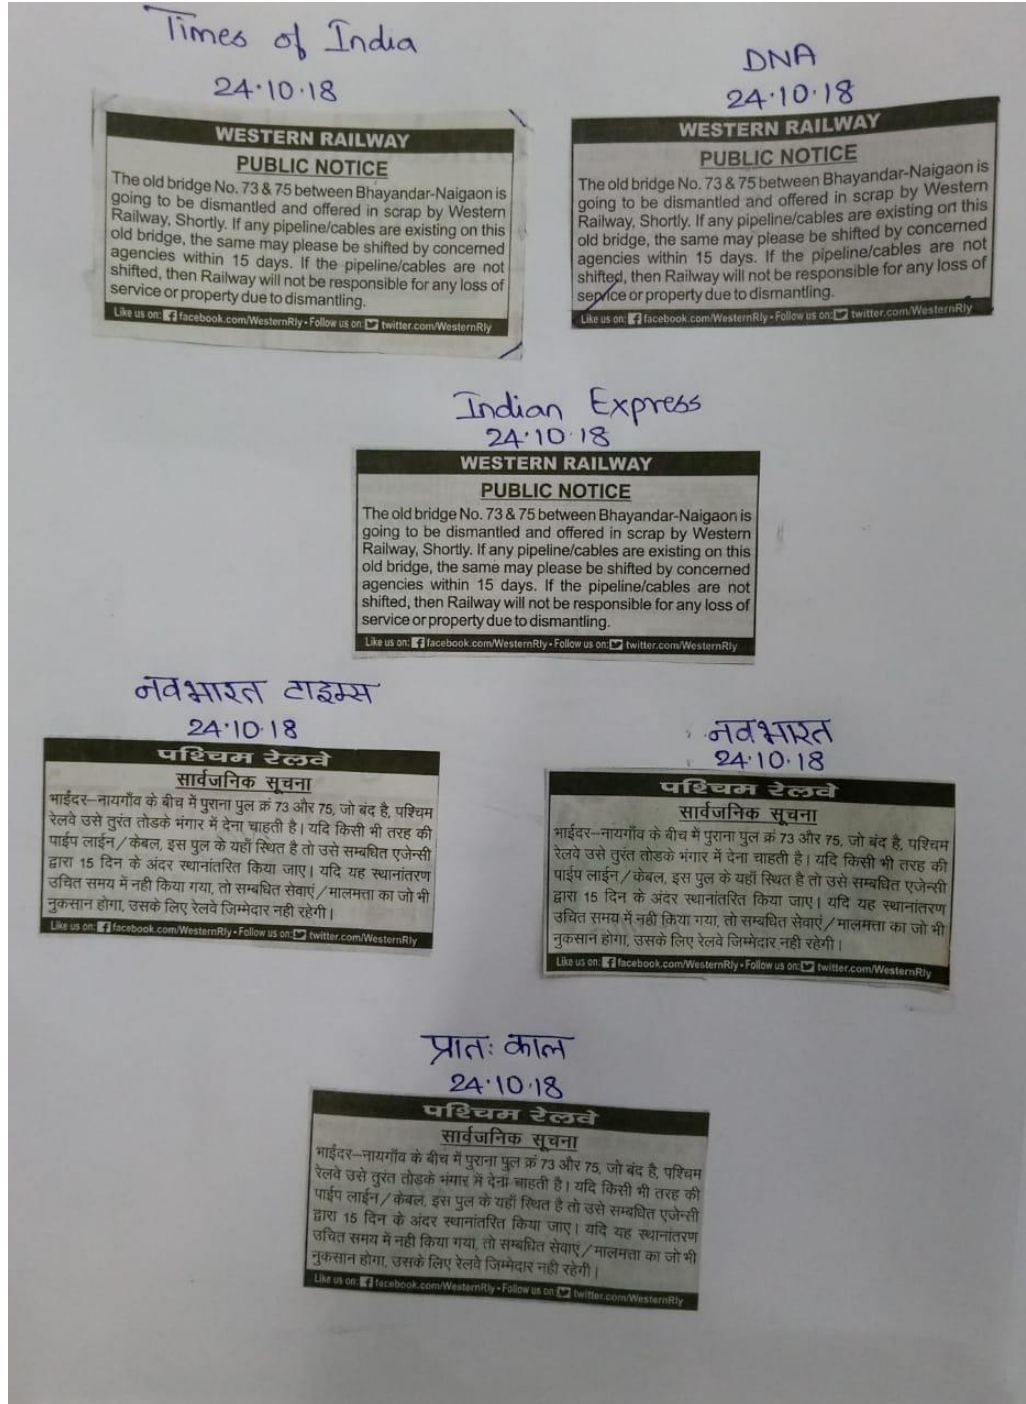 Times of India
24.10.18
WESTERN RAILWAY
PUBLIC NOTICE
The old bridge No. 73 & 75 between Bhayandar-Naigaon is
going to be dismantled and offered in scrap by Western
Railway, Shortly. If any pipeline/cables are existing on this
old bridge, the same may please be shifted by concerned
agencies within 15 days. If the pipeline/cables are not
shifted, then Railway will not be responsible for any loss of
service or property due to dismantling.
Like us on: facebook.com/WesternRly • Follow us on: twitter.com/WesternRly
DNA
24.10.18
WESTERN RAILWAY
PUBLIC NOTICE
The old bridge No. 73 & 75 between Bhayandar-Naigaon is
going to be dismantled and offered in scrap by Western
Railway, Shortly. If any pipeline/cables are existing on this
old bridge, the same may please be shifted by concerned
agencies within 15 days. If the pipeline/cables are not
shifted, then Railway will not be responsible for any loss of
service or property due to dismantling.
Like us on: facebook.com/WesternRly • Follow us on: twitter.com/WesternRly
Indian Express
24.10.18
WESTERN RAILWAY
PUBLIC NOTICE
The old bridge No. 73 & 75 between Bhayandar-Naigaon is
going to be dismantled and offered in scrap by Western
Railway, Shortly. If any pipeline/cables are existing on this
old bridge, the same may please be shifted by concerned
agencies within 15 days. If the pipeline/cables are not
shifted, then Railway will not be responsible for any loss of
service or property due to dismantling.
Like us on: facebook.com/WesternRly • Follow us on: twitter.com/WesternRly
नवभारत टाइम्स
24.10.18
पश्चिम रेलवे
सार्वजनिक सूचना
भाईंदर–नायगाँव के बीच में पुराना पुल क्रं 73 और 75, जो बंद है, पश्चिम
रेलवे उसे तुरंत तोडके भंगार में देना चाहती है। यदि किसी भी तरह की
पाईप लाईन/केबल, इस पुल के यहाँ स्थित है तो उसे सम्बधित एजेन्सी
द्वारा 15 दिन के अंदर स्थानांतरित किया जाए। यदि यह स्थानांतरण
उचित समय में नही किया गया, तो सम्बधित सेवाएं/मालमत्ता का जो भी
नुकसान होगा, उसके लिए रेलवे जिम्मेदार नही रहेगी।
Like us on: facebook.com/WesternRly • Follow us on: twitter.com/WesternRly
नवभारत
24.10.18
पश्चिम रेलवे
सार्वजनिक सूचना
भाईंदर–नायगाँव के बीच में पुराना पुल क्रं 73 और 75, जो बंद है, पश्चिम
रेलवे उसे तुरंत तोडके भंगार में देना चाहती है। यदि किसी भी तरह की
पाईप लाईन/केबल, इस पुल के यहाँ स्थित है तो उसे सम्बधित एजेन्सी
द्वारा 15 दिन के अंदर स्थानांतरित किया जाए। यदि यह स्थानांतरण
उचित समय में नही किया गया, तो सम्बधित सेवाएं/मालमत्ता का जो भी
नुकसान होगा, उसके लिए रेलवे जिम्मेदार नही रहेगी।
Like us on: facebook.com/WesternRly • Follow us on: twitter.com/WesternRly
प्रातः काल
24.10.18
पश्चिम रेलवे
सार्वजनिक सूचना
भाईंदर–नायगाँव के बीच में पुराना पुल क्रं 73 और 75, जो बंद है, पश्चिम
रेलवे उसे तुरंत तोडके भंगार में देना चाहती है। यदि किसी भी तरह की
पाईप लाईन/केबल, इस पुल के यहाँ स्थित है तो उसे सम्बधित एजेन्सी
द्वारा 15 दिन के अंदर स्थानांतरित किया जाए। यदि यह स्थानांतरण
उचित समय में नही किया गया, तो सम्बधित सेवाएं/मालमत्ता का जो भी
नुकसान होगा, उसके लिए रेलवे जिम्मेदार नही रहेगी।
Like us on: facebook.com/WesternRly • Follow us on: twitter.com/WesternRly